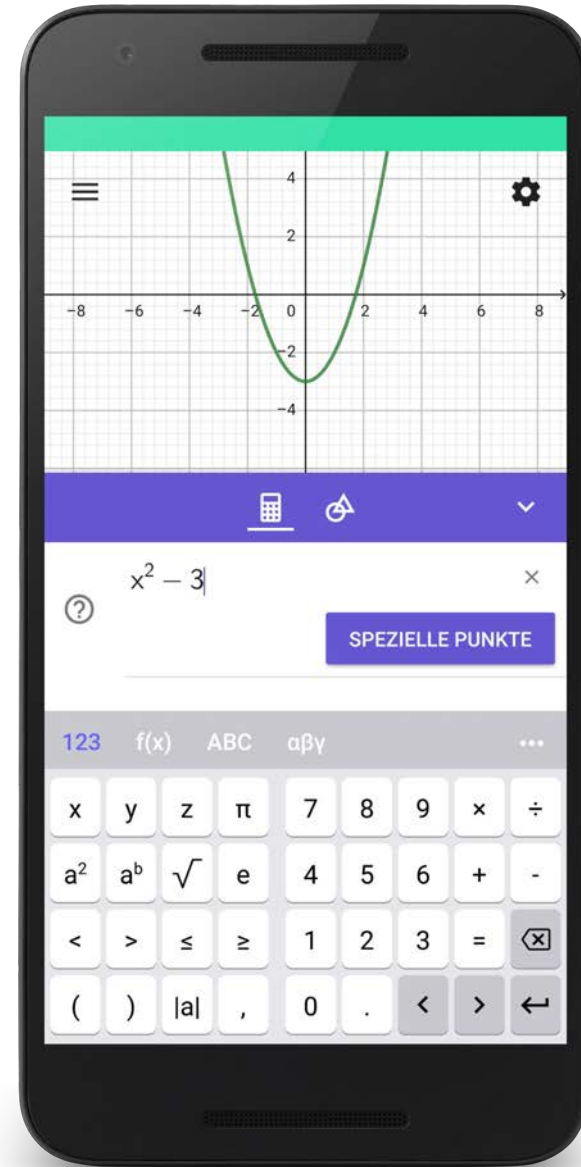 4
2
−8 −6 −4 −2 0 2 4 6 8
−2
−4
x² − 3
SPEZIELLE PUNKTE
123 f(x) ABC αβγ
x y z π 7 8 9 × ÷
a² aᵇ √ e 4 5 6 + -
< > ≤ ≥ 1 2 3 =
( ) |a| , 0 . < >